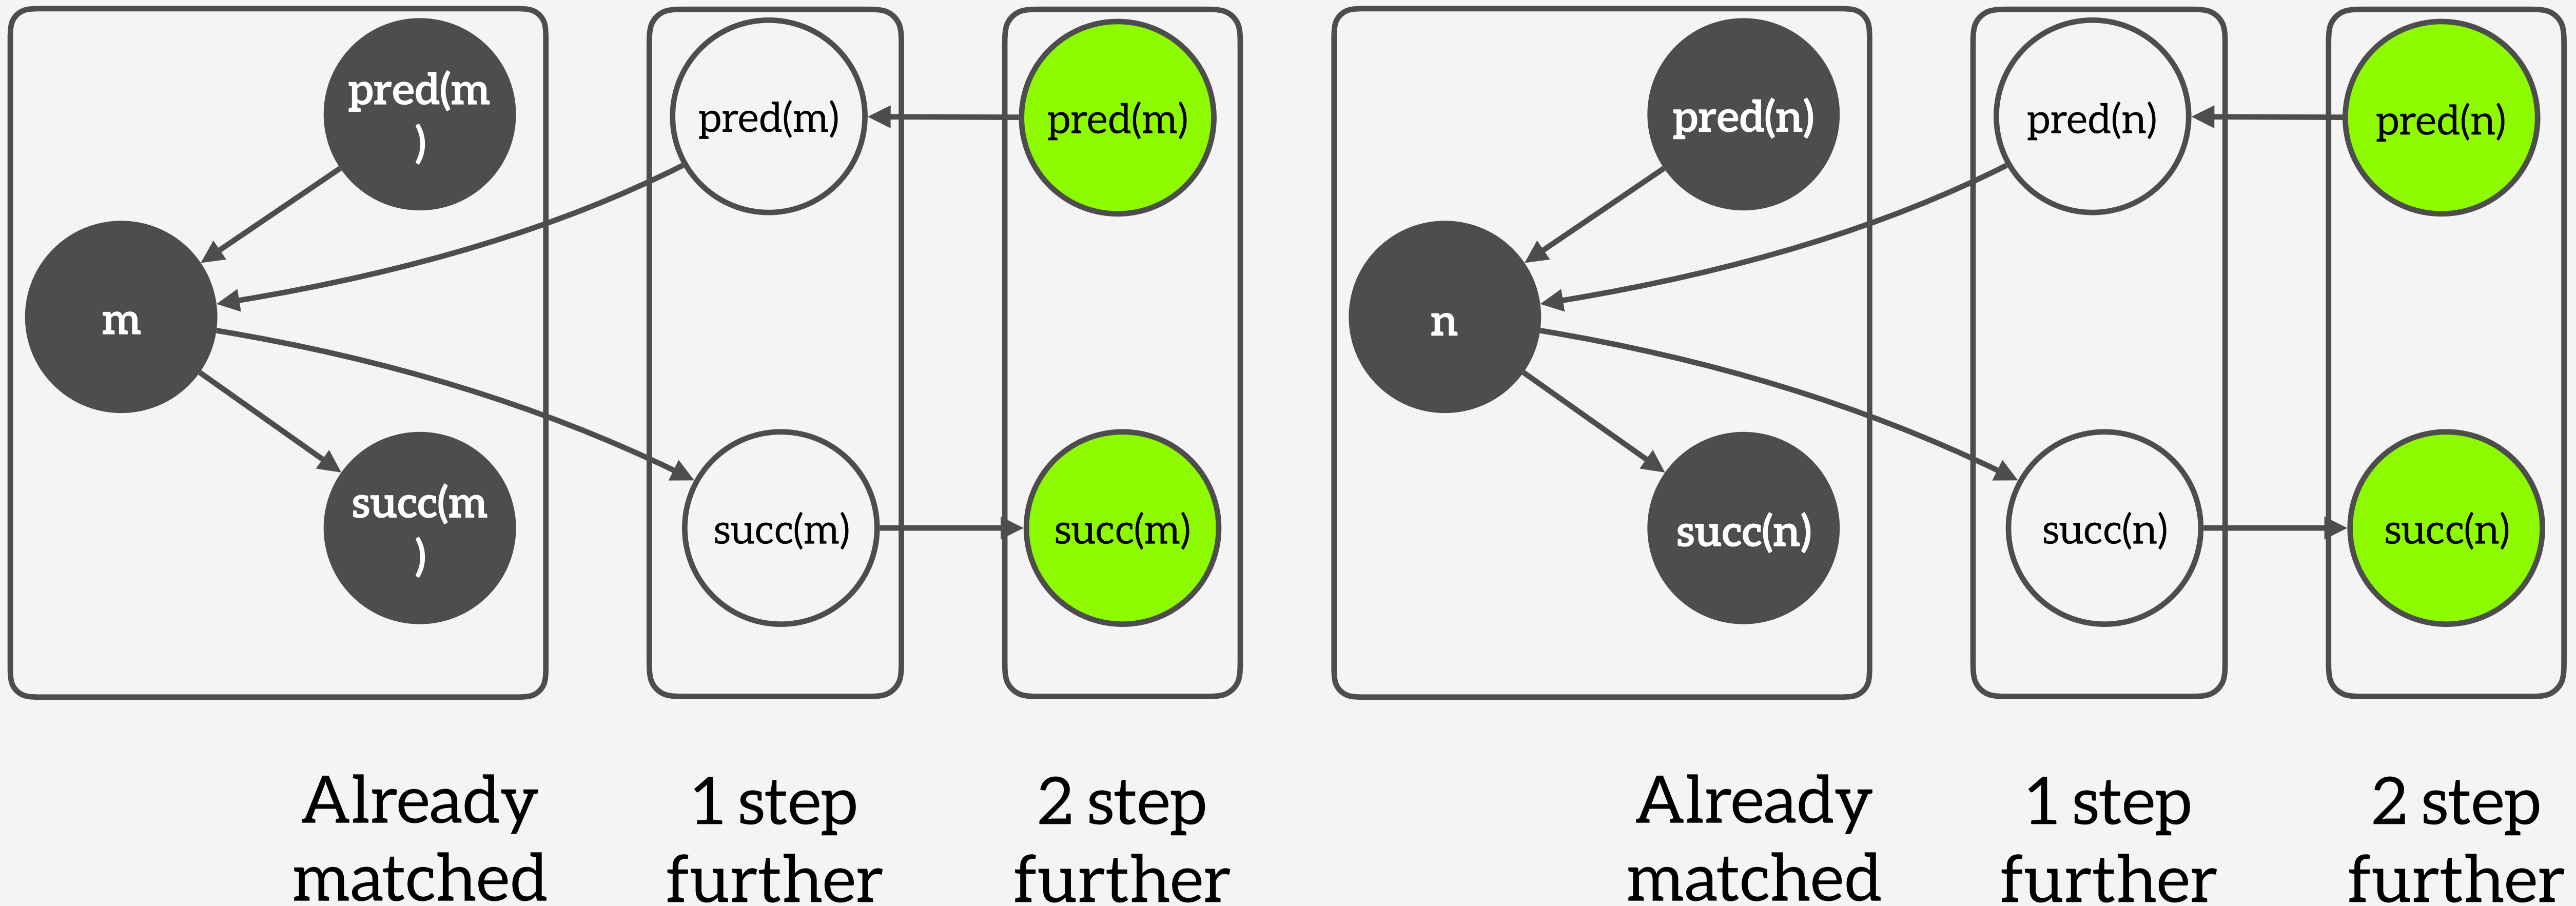 pred(m
)
pred(m)
pred(m)
m
succ(m
)
succ(m)
succ(m)
Already
matched
1 step
further
2 step
further
pred(n)
pred(n)
pred(n)
n
succ(n)
succ(n)
succ(n)
Already
matched
1 step
further
2 step
further